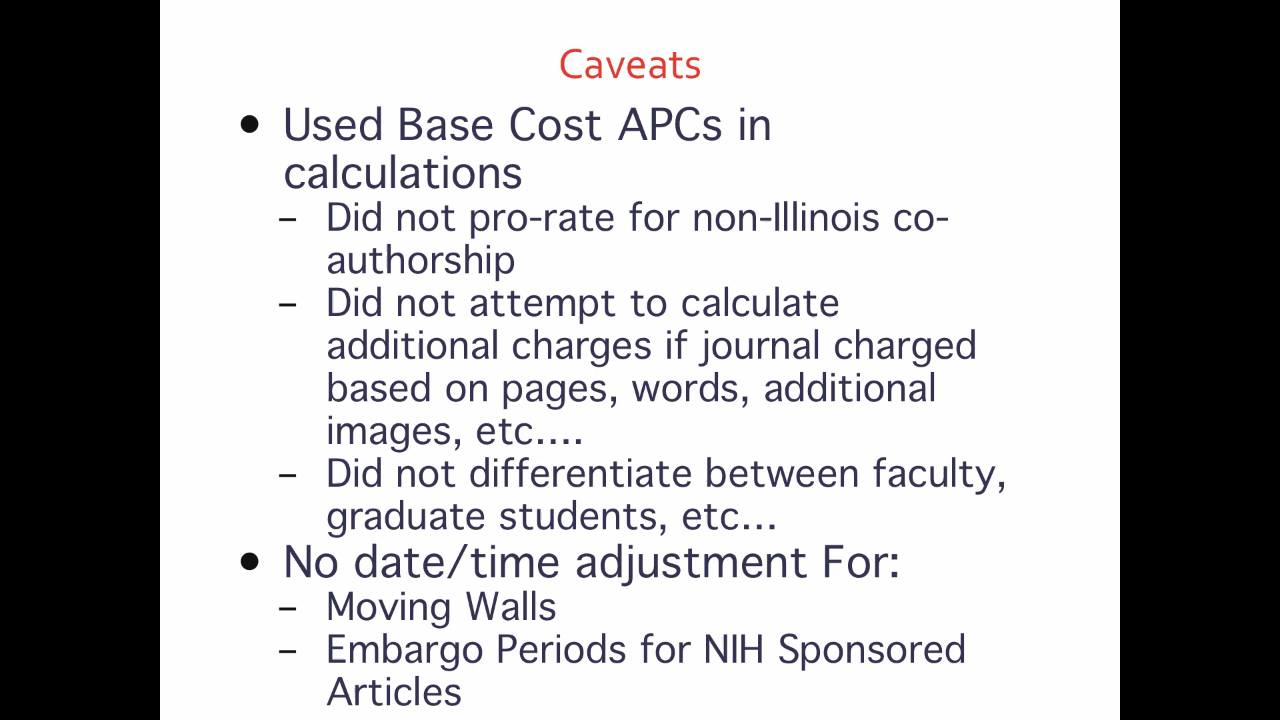 Caveats
• Used Base Cost APCs in
calculations
– Did not pro-rate for non-Illinois co-
authorship
– Did not attempt to calculate
additional charges if journal charged
based on pages, words, additional
images, etc....
– Did not differentiate between faculty,
graduate students, etc...
• No date/time adjustment For:
– Moving Walls
– Embargo Periods for NIH Sponsored
Articles